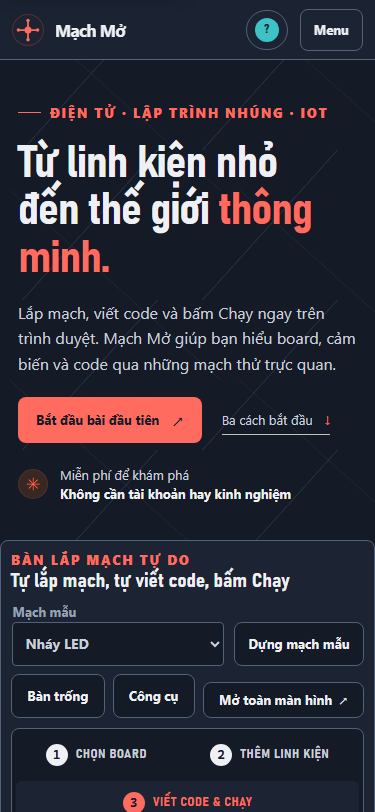 Mạch Mở
?
Menu
ĐIỆN TỬ · LẬP TRÌNH NHÚNG · IOT
Từ linh kiện nhỏ
đến thế giới thông
minh.
Lắp mạch, viết code và bấm Chạy ngay trên
trình duyệt. Mạch Mở giúp bạn hiểu board, cảm
biến và code qua những mạch thử trực quan.
Bắt đầu bài đầu tiên ↗
Ba cách bắt đầu ↓
Miễn phí để khám phá
Không cần tài khoản hay kinh nghiệm
BÀN LẮP MẠCH TỰ DO
Tự lắp mạch, tự viết code, bấm Chạy
Mạch mẫu
Nháy LED
Dựng mạch mẫu
Bàn trống
Công cụ
Mở toàn màn hình ↗
1 CHỌN BOARD
2 THÊM LINH KIỆN
3 VIẾT CODE & CHẠY